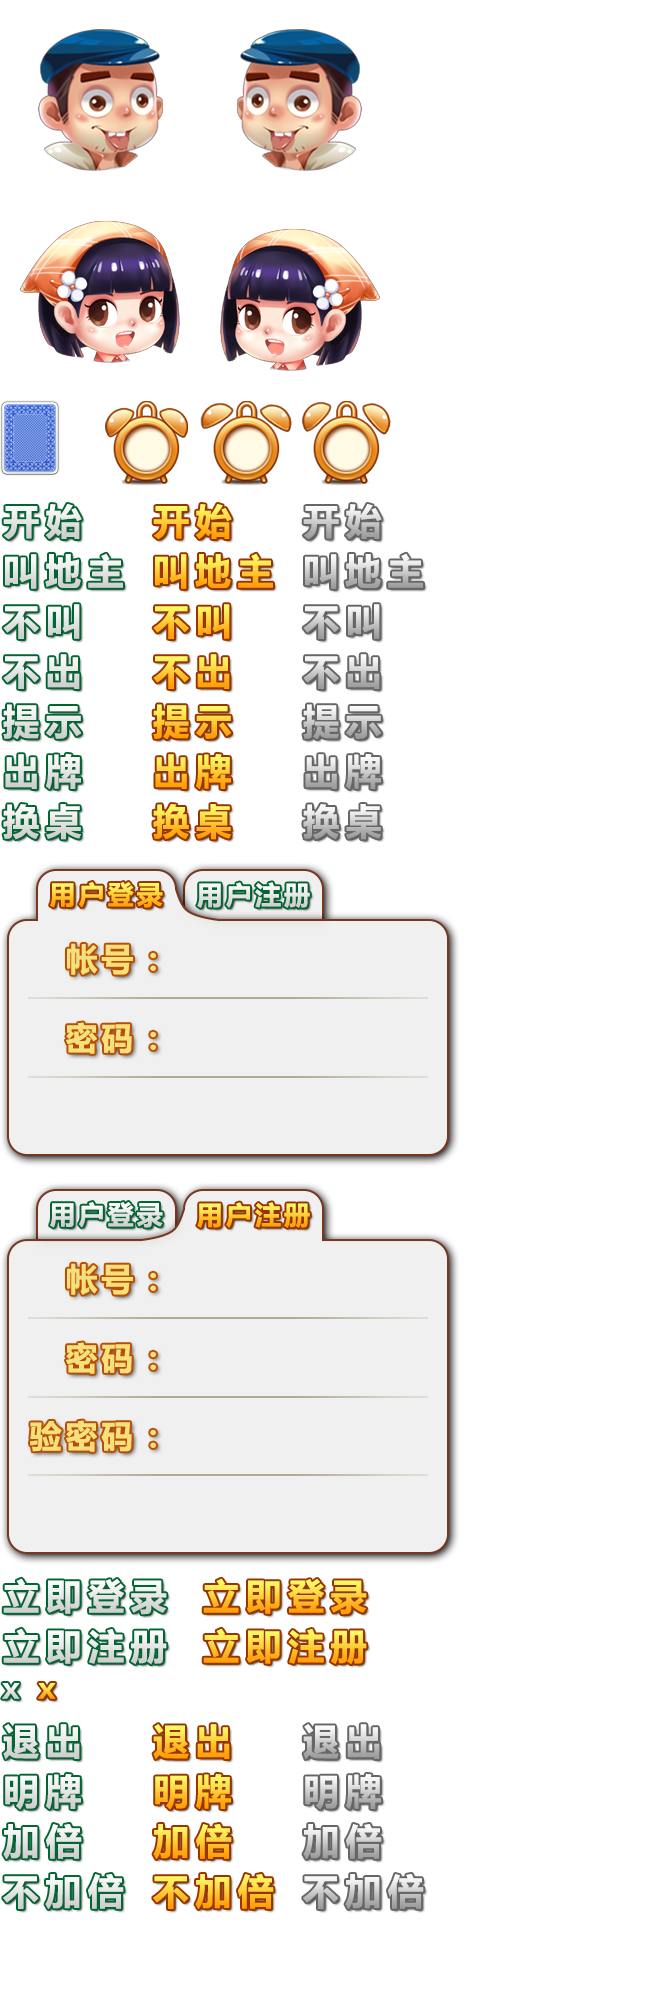 开始 开始 开始
叫地主 叫地主 叫地主
不叫 不叫 不叫
不出 不出 不出
提示 提示 提示
出牌 出牌 出牌
换桌 换桌 换桌
用户登录 用户注册
帐号：
密码：
用户登录 用户注册
帐号：
密码：
验密码：
立即登录 立即登录
立即注册 立即注册
x x
退出 退出 退出
明牌 明牌 明牌
加倍 加倍 加倍
不加倍 不加倍 不加倍